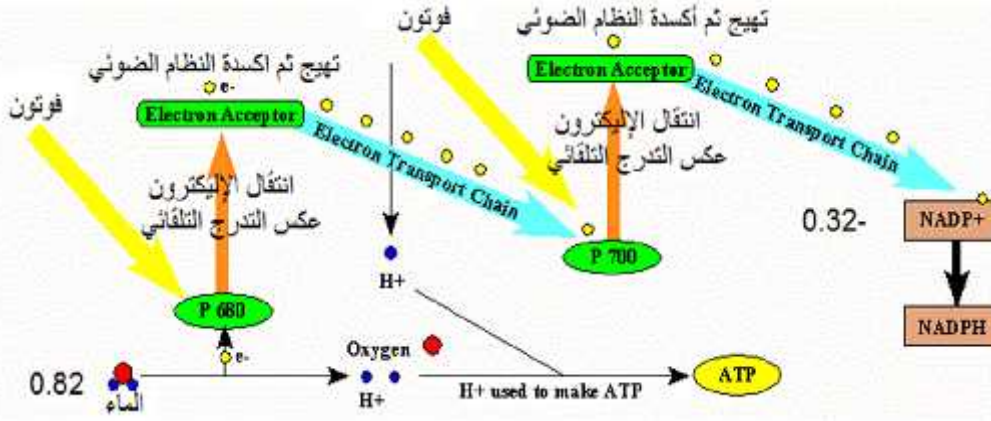 تهيج ثم أكسدة النظام الضوئي
فوتون
Electron Acceptor
تهيج ثم اكسدة النظام الضوئي
e-
فوتون
Electron Acceptor
انتقال الإليكترون
عكس التدرج التلقائي
Electron Transport Chain
Electron Transport Chain
انتقال الإليكترون
عكس التدرج التلقائي
0.32-
NADP+
P 700
H+
P 680
NADPH
e-
Oxygen
0.82
الماء
H+
H+ used to make ATP
ATP